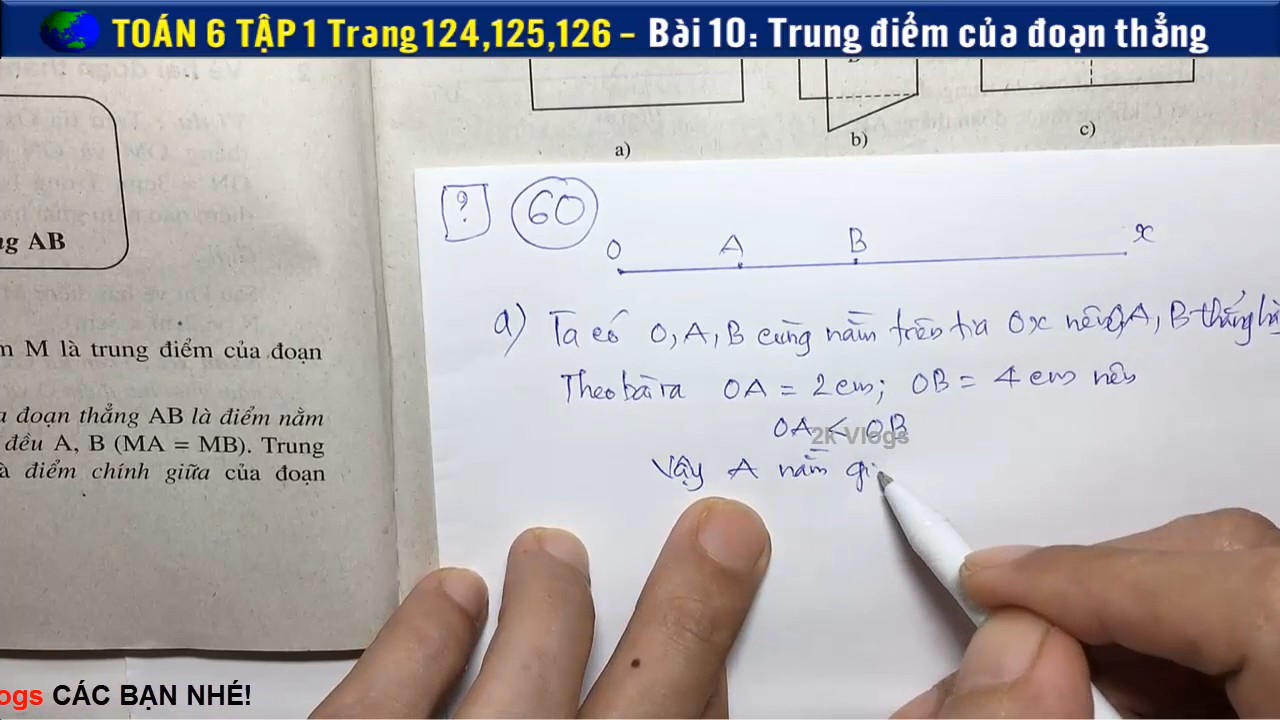 TOÁN 6 TẬP 1 Trang 124,125,126 - Bài 10: Trung điểm của đoạn thẳng
a)
b)
c)
ng AB
m M là trung điểm của đoạn
a đoạn thẳng AB là điểm nằm
đều A, B (MA = MB). Trung
à điểm chính giữa của đoạn
? 60
O A B x
a) Ta có O, A, B cùng nằm trên tia Ox nên O, A, B thẳng hà
Theo bài ra OA = 2 cm; OB = 4 cm nên
OA < OB
2k Vlogs
Vậy A nằm gi
ogs CÁC BẠN NHÉ!